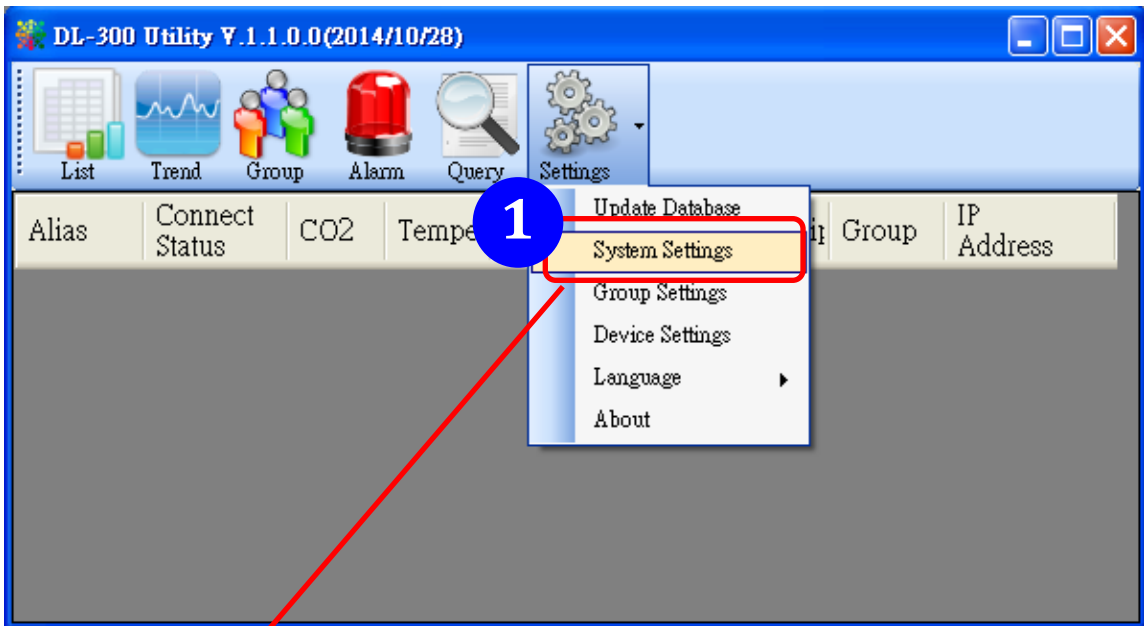 DL-300 Utility V.1.1.0.0(2014/10/28)
List Trend Group Alarm Query Settings
Alias Connect Status CO2 Group IP Address
1
Update Database
System Settings
Group Settings
Device Settings
Language
About